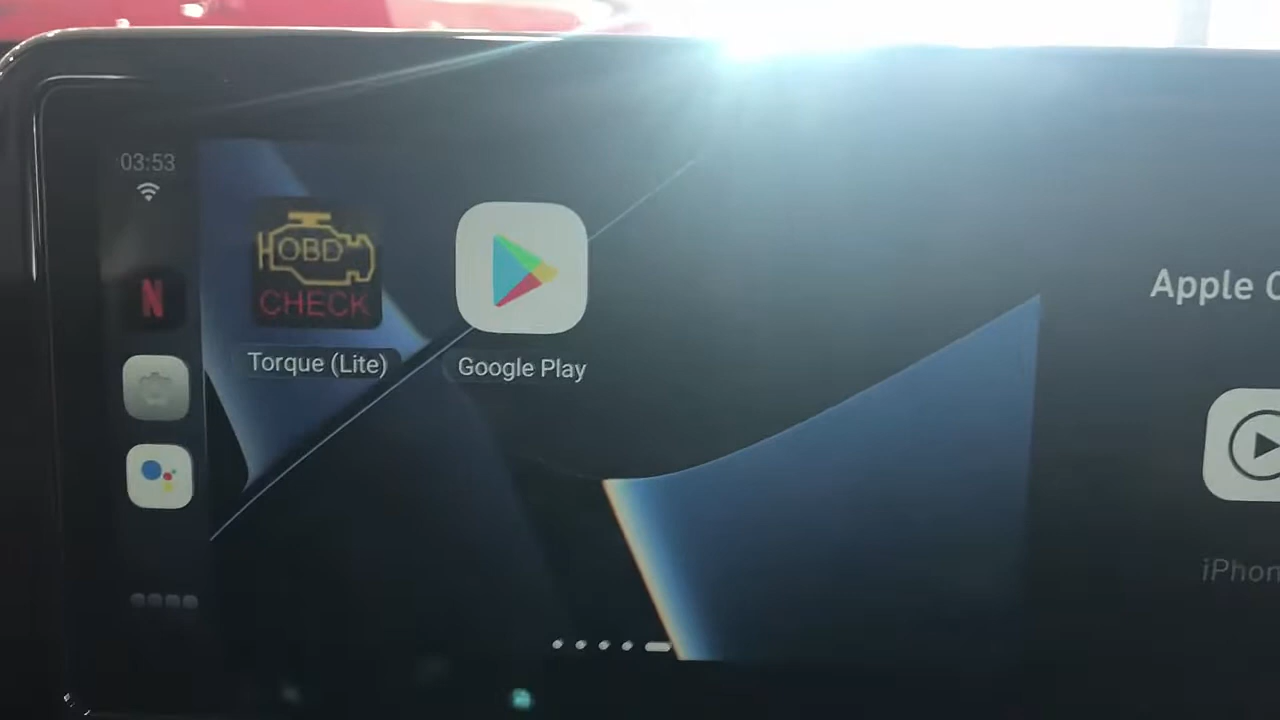 03:53
N
OBD
CHECK
Torque (Lite)
Google Play
Apple C
iPhon